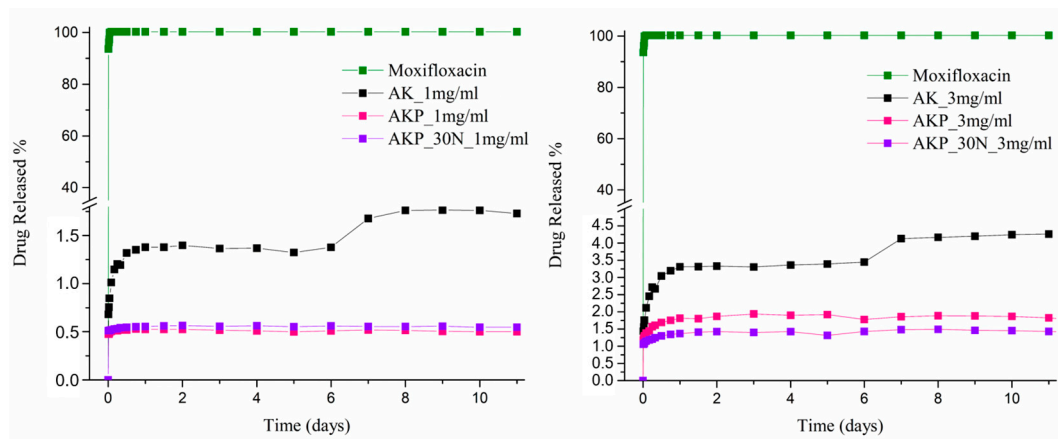 100
80
60
40
1.5
1.0
0.5
0.0
0 2 4 6 8 10
Drug Released %
Time (days)
Moxifloxacin
AK_1mg/ml
AKP_1mg/ml
AKP_30N_1mg/ml
100
80
60
40
4.5
4.0
3.5
3.0
2.5
2.0
1.5
1.0
0.5
0.0
0 2 4 6 8 10
Drug Released %
Time (days)
Moxifloxacin
AK_3mg/ml
AKP_3mg/ml
AKP_30N_3mg/ml